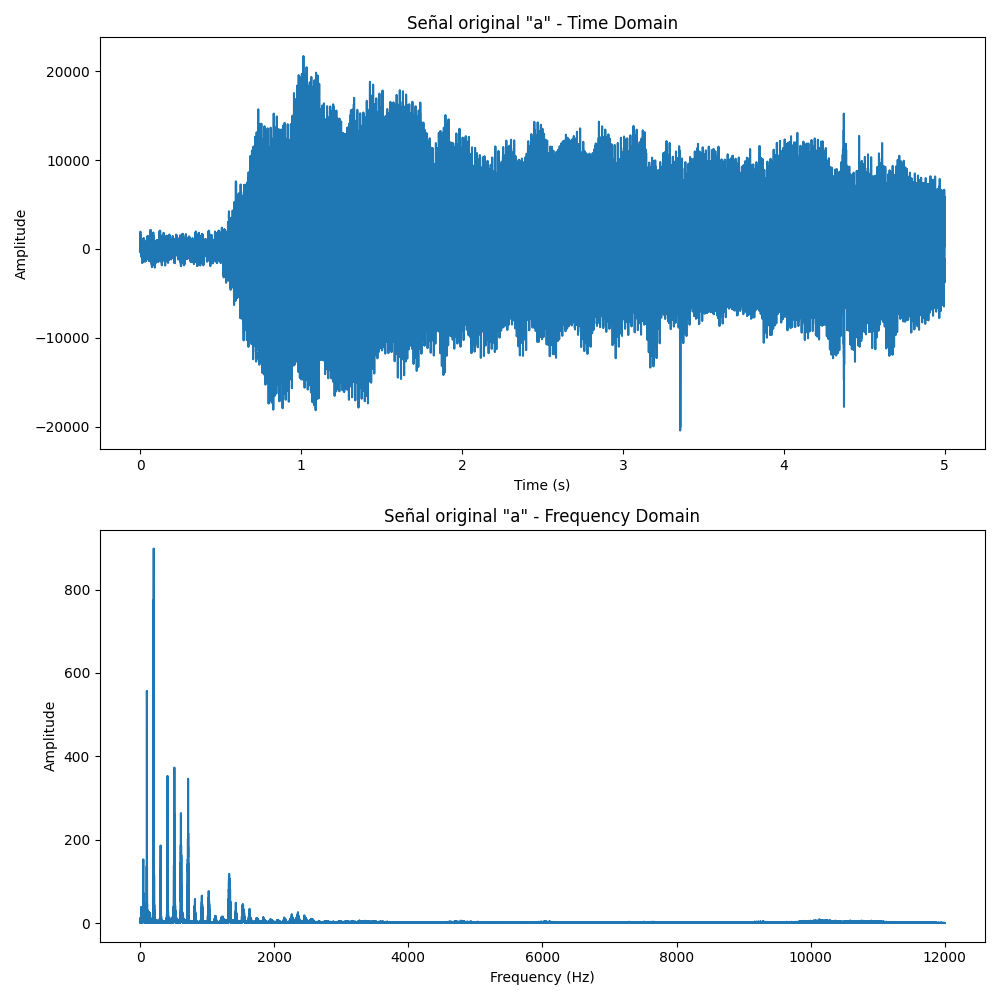 Señal original "a" - Time Domain
20000
10000
0
−10000
−20000
Amplitude
0 1 2 3 4 5
Time (s)
Señal original "a" - Frequency Domain
800
600
400
200
0
Amplitude
0 2000 4000 6000 8000 10000 12000
Frequency (Hz)